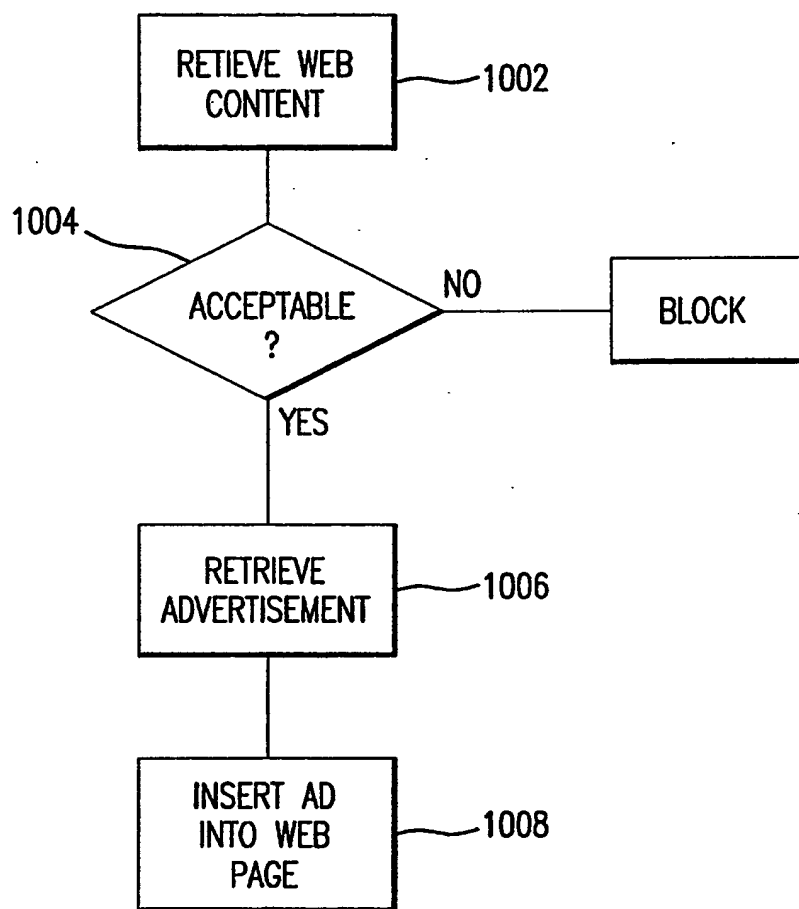 RETIEVE WEB
CONTENT
1002
1004
ACCEPTABLE
?
NO
BLOCK
YES
RETRIEVE
ADVERTISEMENT
1006
INSERT AD
INTO WEB
PAGE
1008